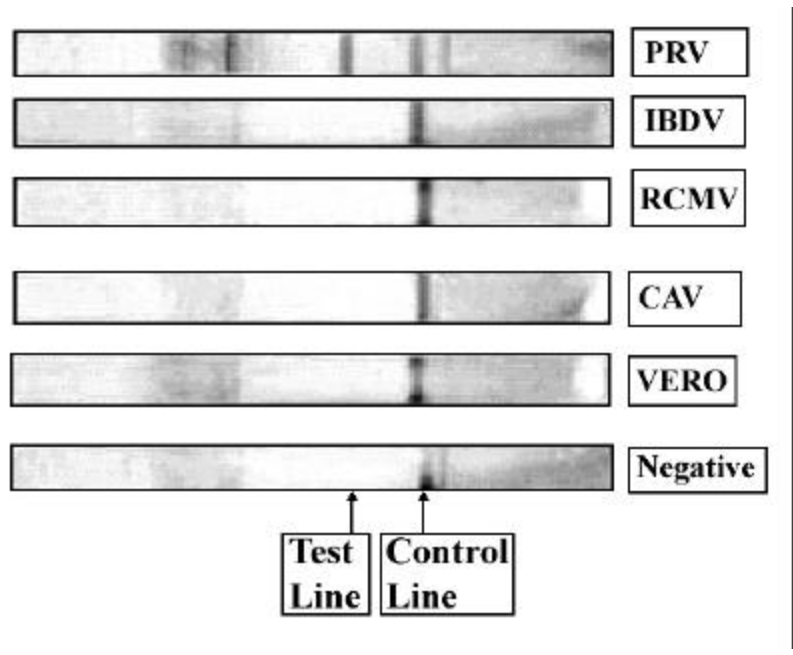 PRV
IBDV
RCMV
CAV
VERO
Negative
Test
Line
Control
Line